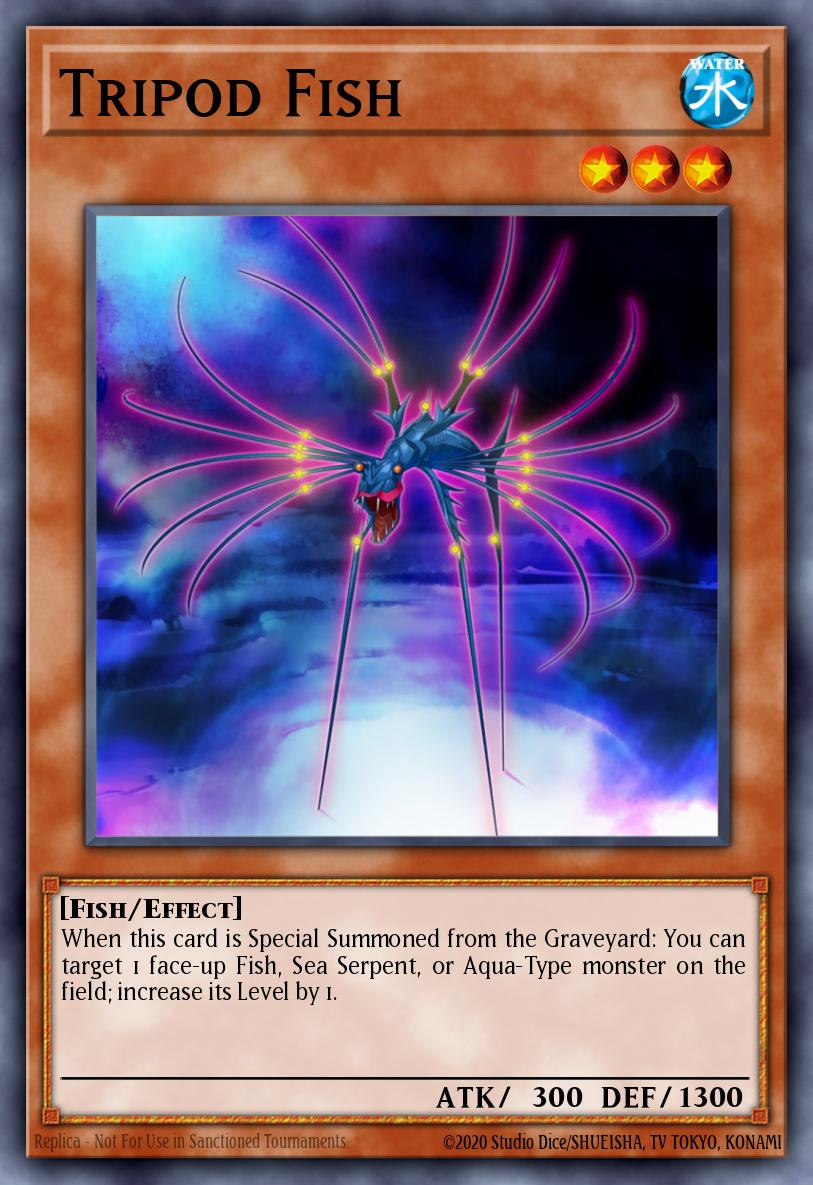 Tripod Fish
WATER
水
[Fish/Effect]
When this card is Special Summoned from the Graveyard: You can
target 1 face-up Fish, Sea Serpent, or Aqua-Type monster on the
field; increase its Level by 1.
ATK/ 300 DEF/1300
Replica - Not For Use in Sanctioned Tournaments.
©2020 Studio Dice/SHUEISHA, TV TOKYO, KONAMI